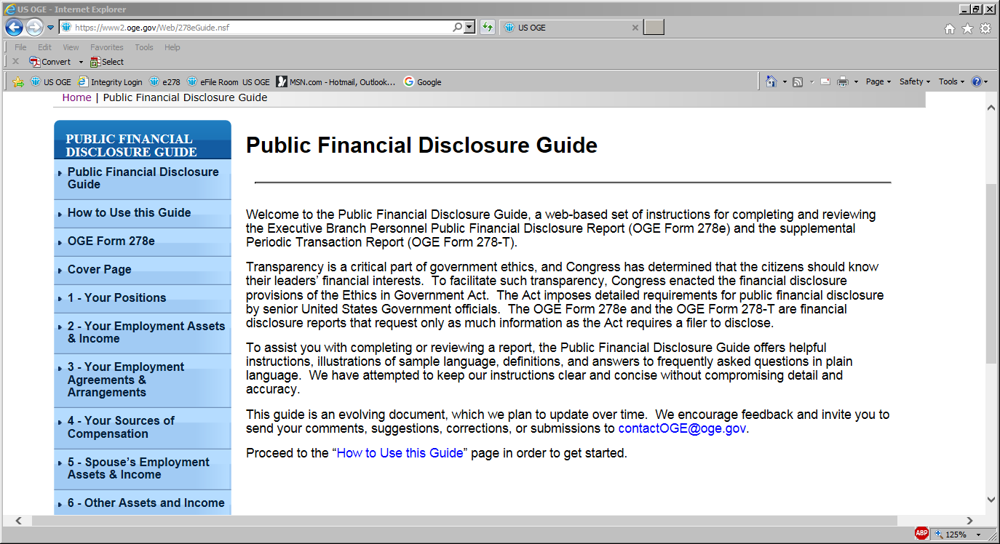 US OGE - Internet Explorer
https://www2.oge.gov/Web/278eGuide.nsf
US OGE
File Edit View Favorites Tools Help
Convert Select
US OGE Integrity Login e278 eFile Room US OGE MSN.com - Hotmail, Outlook... Google Page Safety Tools
Home | Public Financial Disclosure Guide
PUBLIC FINANCIAL
DISCLOSURE GUIDE
Public Financial Disclosure
Guide
How to Use this Guide
OGE Form 278e
Cover Page
1 - Your Positions
2 - Your Employment Assets
& Income
3 - Your Employment
Agreements &
Arrangements
4 - Your Sources of
Compensation
5 - Spouse's Employment
Assets & Income
6 - Other Assets and Income
Public Financial Disclosure Guide
Welcome to the Public Financial Disclosure Guide, a web-based set of instructions for completing and reviewing
the Executive Branch Personnel Public Financial Disclosure Report (OGE Form 278e) and the supplemental
Periodic Transaction Report (OGE Form 278-T).
Transparency is a critical part of government ethics, and Congress has determined that the citizens should know
their leaders' financial interests.  To facilitate such transparency, Congress enacted the financial disclosure
provisions of the Ethics in Government Act.  The Act imposes detailed requirements for public financial disclosure
by senior United States Government officials.  The OGE Form 278e and the OGE Form 278-T are financial
disclosure reports that request only as much information as the Act requires a filer to disclose.
To assist you with completing or reviewing a report, the Public Financial Disclosure Guide offers helpful
instructions, illustrations of sample language, definitions, and answers to frequently asked questions in plain
language.  We have attempted to keep our instructions clear and concise without compromising detail and
accuracy.
This guide is an evolving document, which we plan to update over time.  We encourage feedback and invite you to
send your comments, suggestions, corrections, or submissions to contactOGE@oge.gov.
Proceed to the “How to Use this Guide” page in order to get started.
ABP 125%